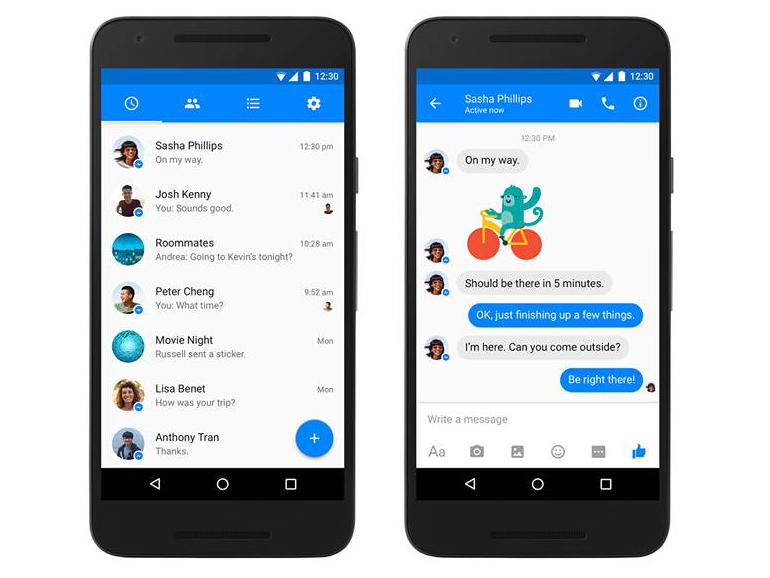 12:30
Sasha Phillips 12:30 pm
On my way.
Josh Kenny 11:41 am
You: Sounds good.
Roommates 10:28 am
Andrea: Going to Kevin's tonight?
Peter Cheng 9:52 am
You: What time?
Movie Night Mon
Russell sent a sticker.
Lisa Benet Mon
How was your trip?
Anthony Tran
Thanks.
12:30
Sasha Phillips
Active now
12:30 PM
On my way.
Should be there in 5 minutes.
OK, just finishing up a few things.
I'm here. Can you come outside?
Be right there!
Write a message
Aa